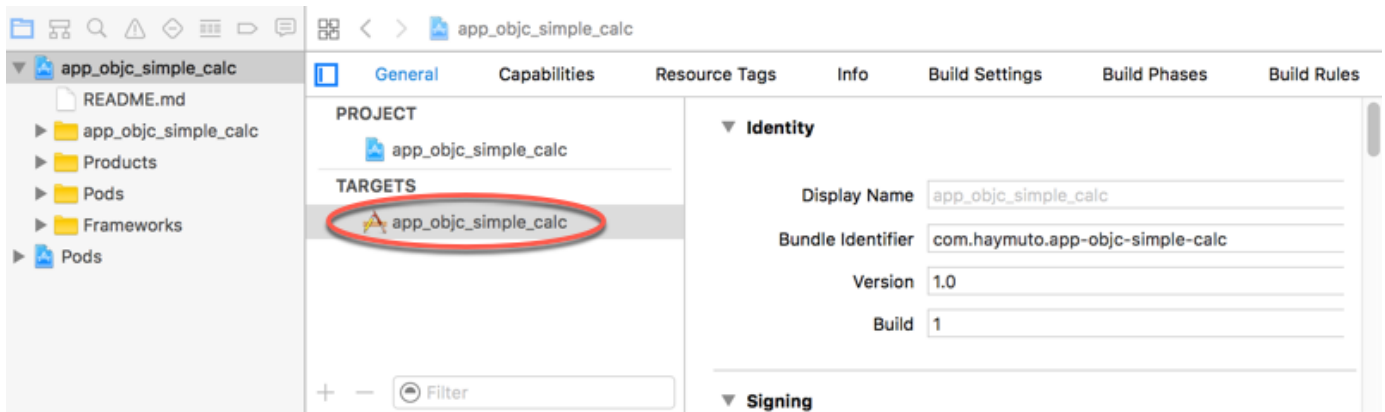 app_objc_simple_calc
app_objc_simple_calc
README.md
app_objc_simple_calc
Products
Pods
Frameworks
Pods
General Capabilities Resource Tags Info Build Settings Build Phases Build Rules
PROJECT
app_objc_simple_calc
TARGETS
app_objc_simple_calc
Filter
Identity
Display Name app_objc_simple_calc
Bundle Identifier com.haymuto.app-objc-simple-calc
Version 1.0
Build 1
Signing